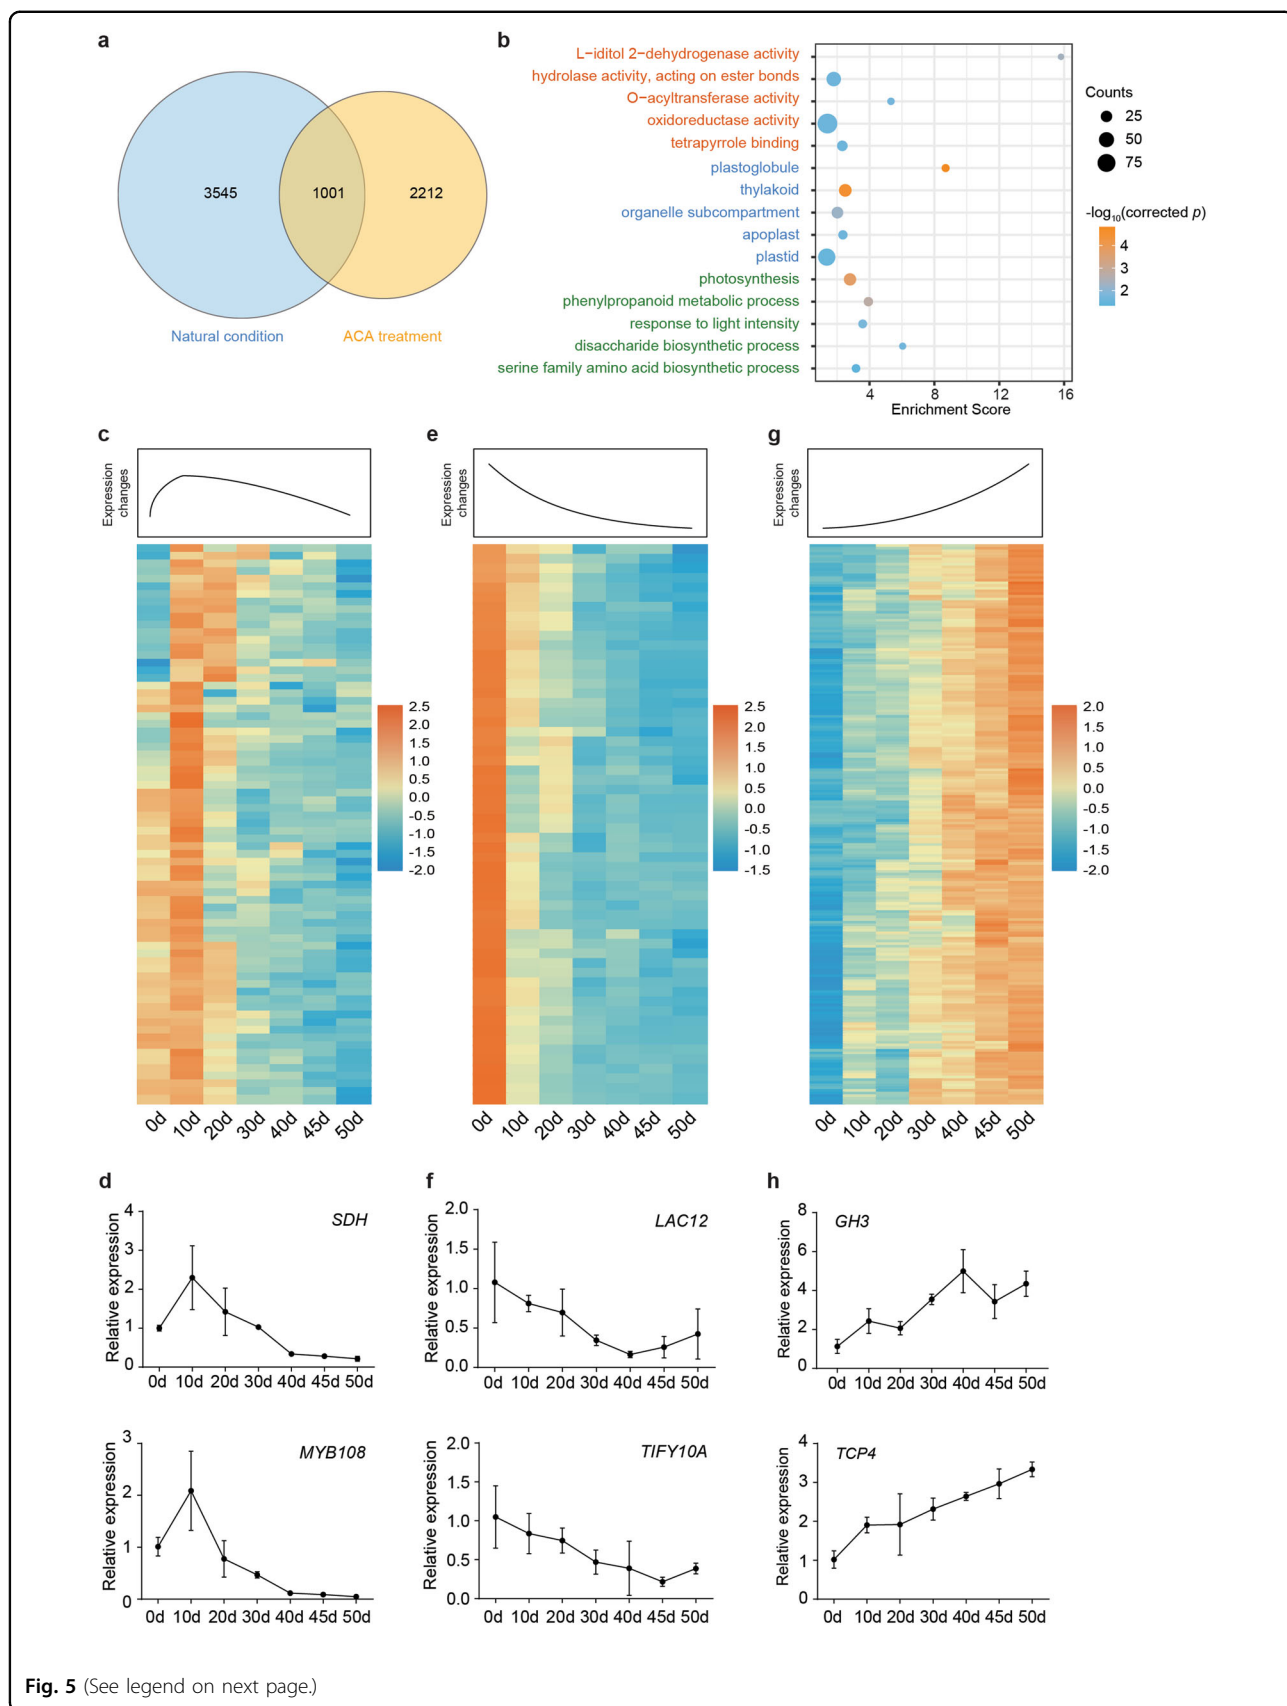 a
3545
1001
2212
Natural condition
ACA treatment
b
L−iditol 2−dehydrogenase activity
hydrolase activity, acting on ester bonds
O−acyltransferase activity
oxidoreductase activity
tetrapyrrole binding
plastoglobule
thylakoid
organelle subcompartment
apoplast
plastid
photosynthesis
phenylpropanoid metabolic process
response to light intensity
disaccharide biosynthetic process
serine family amino acid biosynthetic process
4 8 12 16
Enrichment Score
Counts
25
50
75
-log10(corrected p)
4
3
2
c
Expression changes
2.5
2.0
1.5
1.0
0.5
0.0
-0.5
-1.0
-1.5
-2.0
0d 10d 20d 30d 40d 45d 50d
e
Expression changes
2.5
2.0
1.5
1.0
0.5
0.0
-0.5
-1.0
-1.5
0d 10d 20d 30d 40d 45d 50d
g
Expression changes
2.0
1.5
1.0
0.5
0.0
-0.5
-1.0
-1.5
-2.0
0d 10d 20d 30d 40d 45d 50d
d
Relative expression
4
3
2
1
0
SDH
0d 10d 20d 30d 40d 45d 50d
Relative expression
3
2
1
0
MYB108
0d 10d 20d 30d 40d 45d 50d
f
Relative expression
2.0
1.5
1.0
0.5
0.0
LAC12
0d 10d 20d 30d 40d 45d 50d
Relative expression
2.0
1.5
1.0
0.5
0.0
TIFY10A
0d 10d 20d 30d 40d 45d 50d
h
Relative expression
8
6
4
2
0
GH3
0d 10d 20d 30d 40d 45d 50d
Relative expression
4
3
2
1
0
TCP4
0d 10d 20d 30d 40d 45d 50d
Fig. 5 (See legend on next page.)